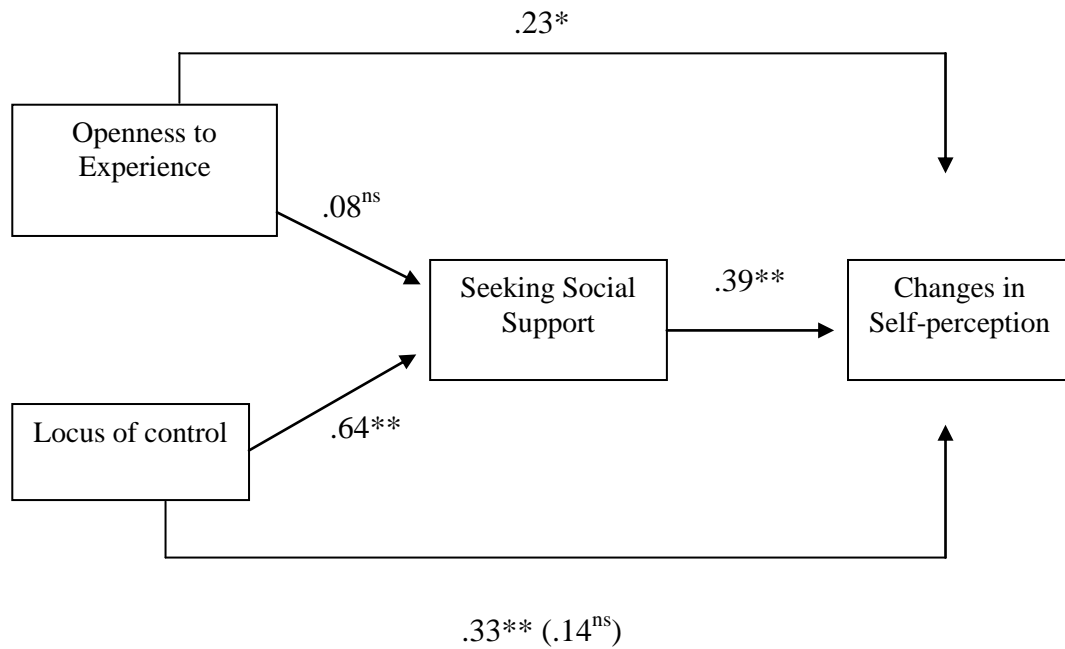 .23*
Openness to
Experience
.08ns
Seeking Social
Support
.39**
Changes in
Self-perception
Locus of control
.64**
.33** (.14ns)